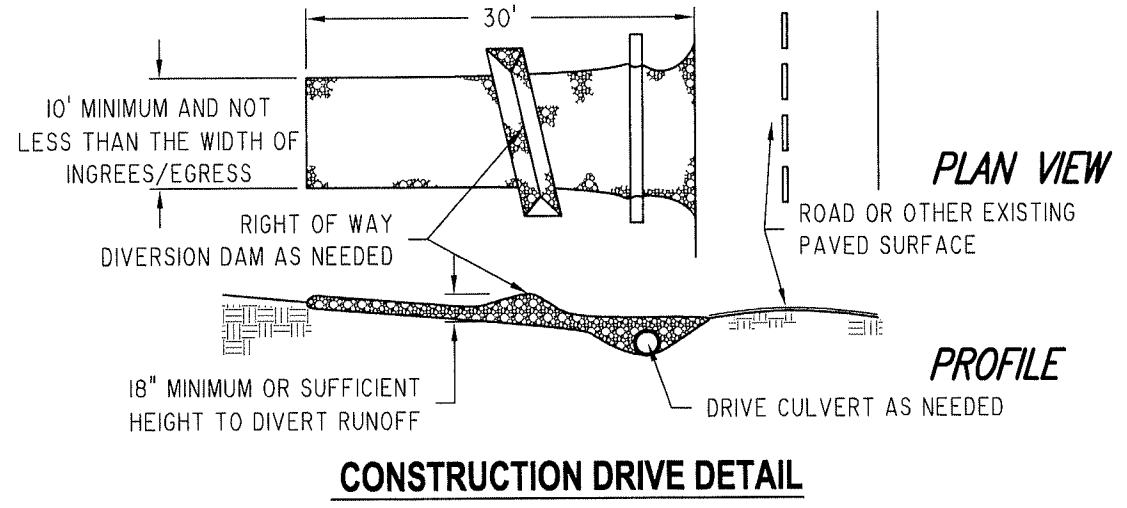 30'
10' MINIMUM AND NOT
LESS THAN THE WIDTH OF
INGREES/EGRESS
PLAN VIEW
RIGHT OF WAY
DIVERSION DAM AS NEEDED
ROAD OR OTHER EXISTING
PAVED SURFACE
18" MINIMUM OR SUFFICIENT
HEIGHT TO DIVERT RUNOFF
PROFILE
DRIVE CULVERT AS NEEDED
CONSTRUCTION DRIVE DETAIL